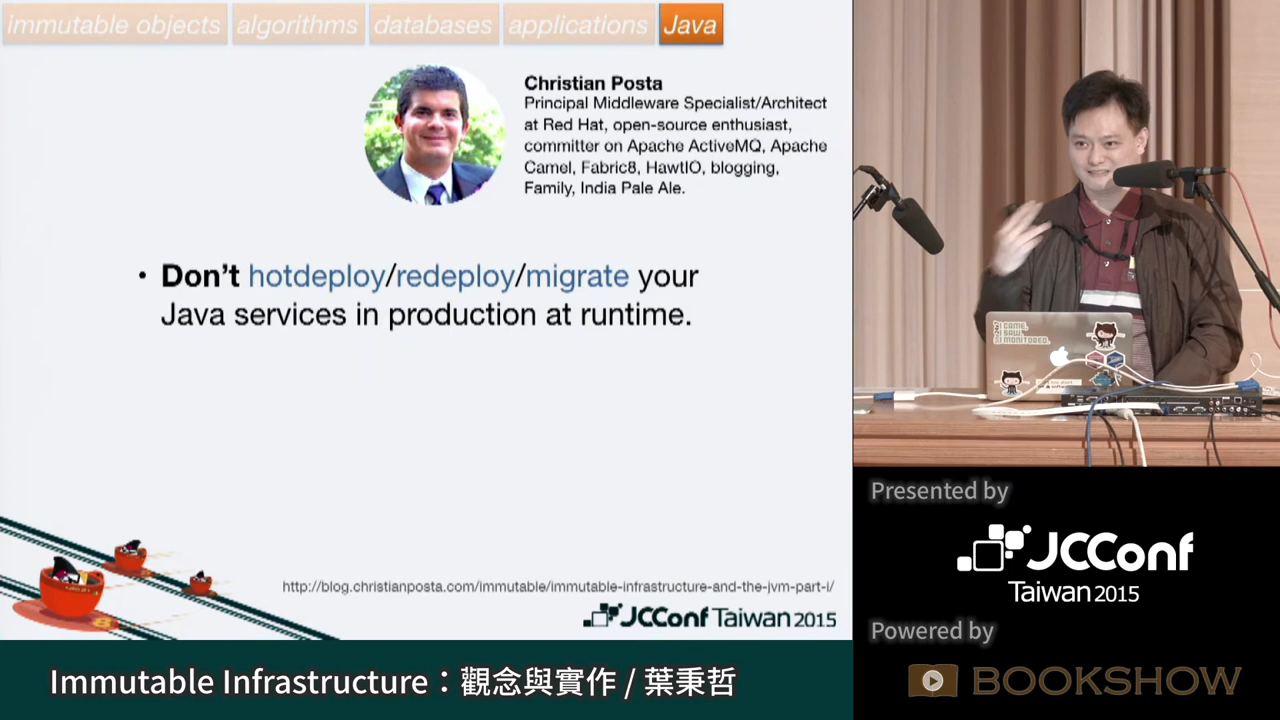 immutable objects algorithms databases applications Java
Christian Posta
Principal Middleware Specialist/Architect
at Red Hat, open-source enthusiast,
committer on Apache ActiveMQ, Apache
Camel, Fabric8, HawtIO, blogging,
Family, India Pale Ale.
• Don't hotdeploy/redeploy/migrate your
Java services in production at runtime.
http://blog.christianposta.com/immutable/immutable-infrastructure-and-the-jvm-part-i/
JCConf Taiwan 2015
Immutable Infrastructure：觀念與實作 / 葉秉哲
I CAME,
SAW,
I MONITORED.
Presented by
JCConf
Taiwan 2015
Powered by
BOOKSHOW